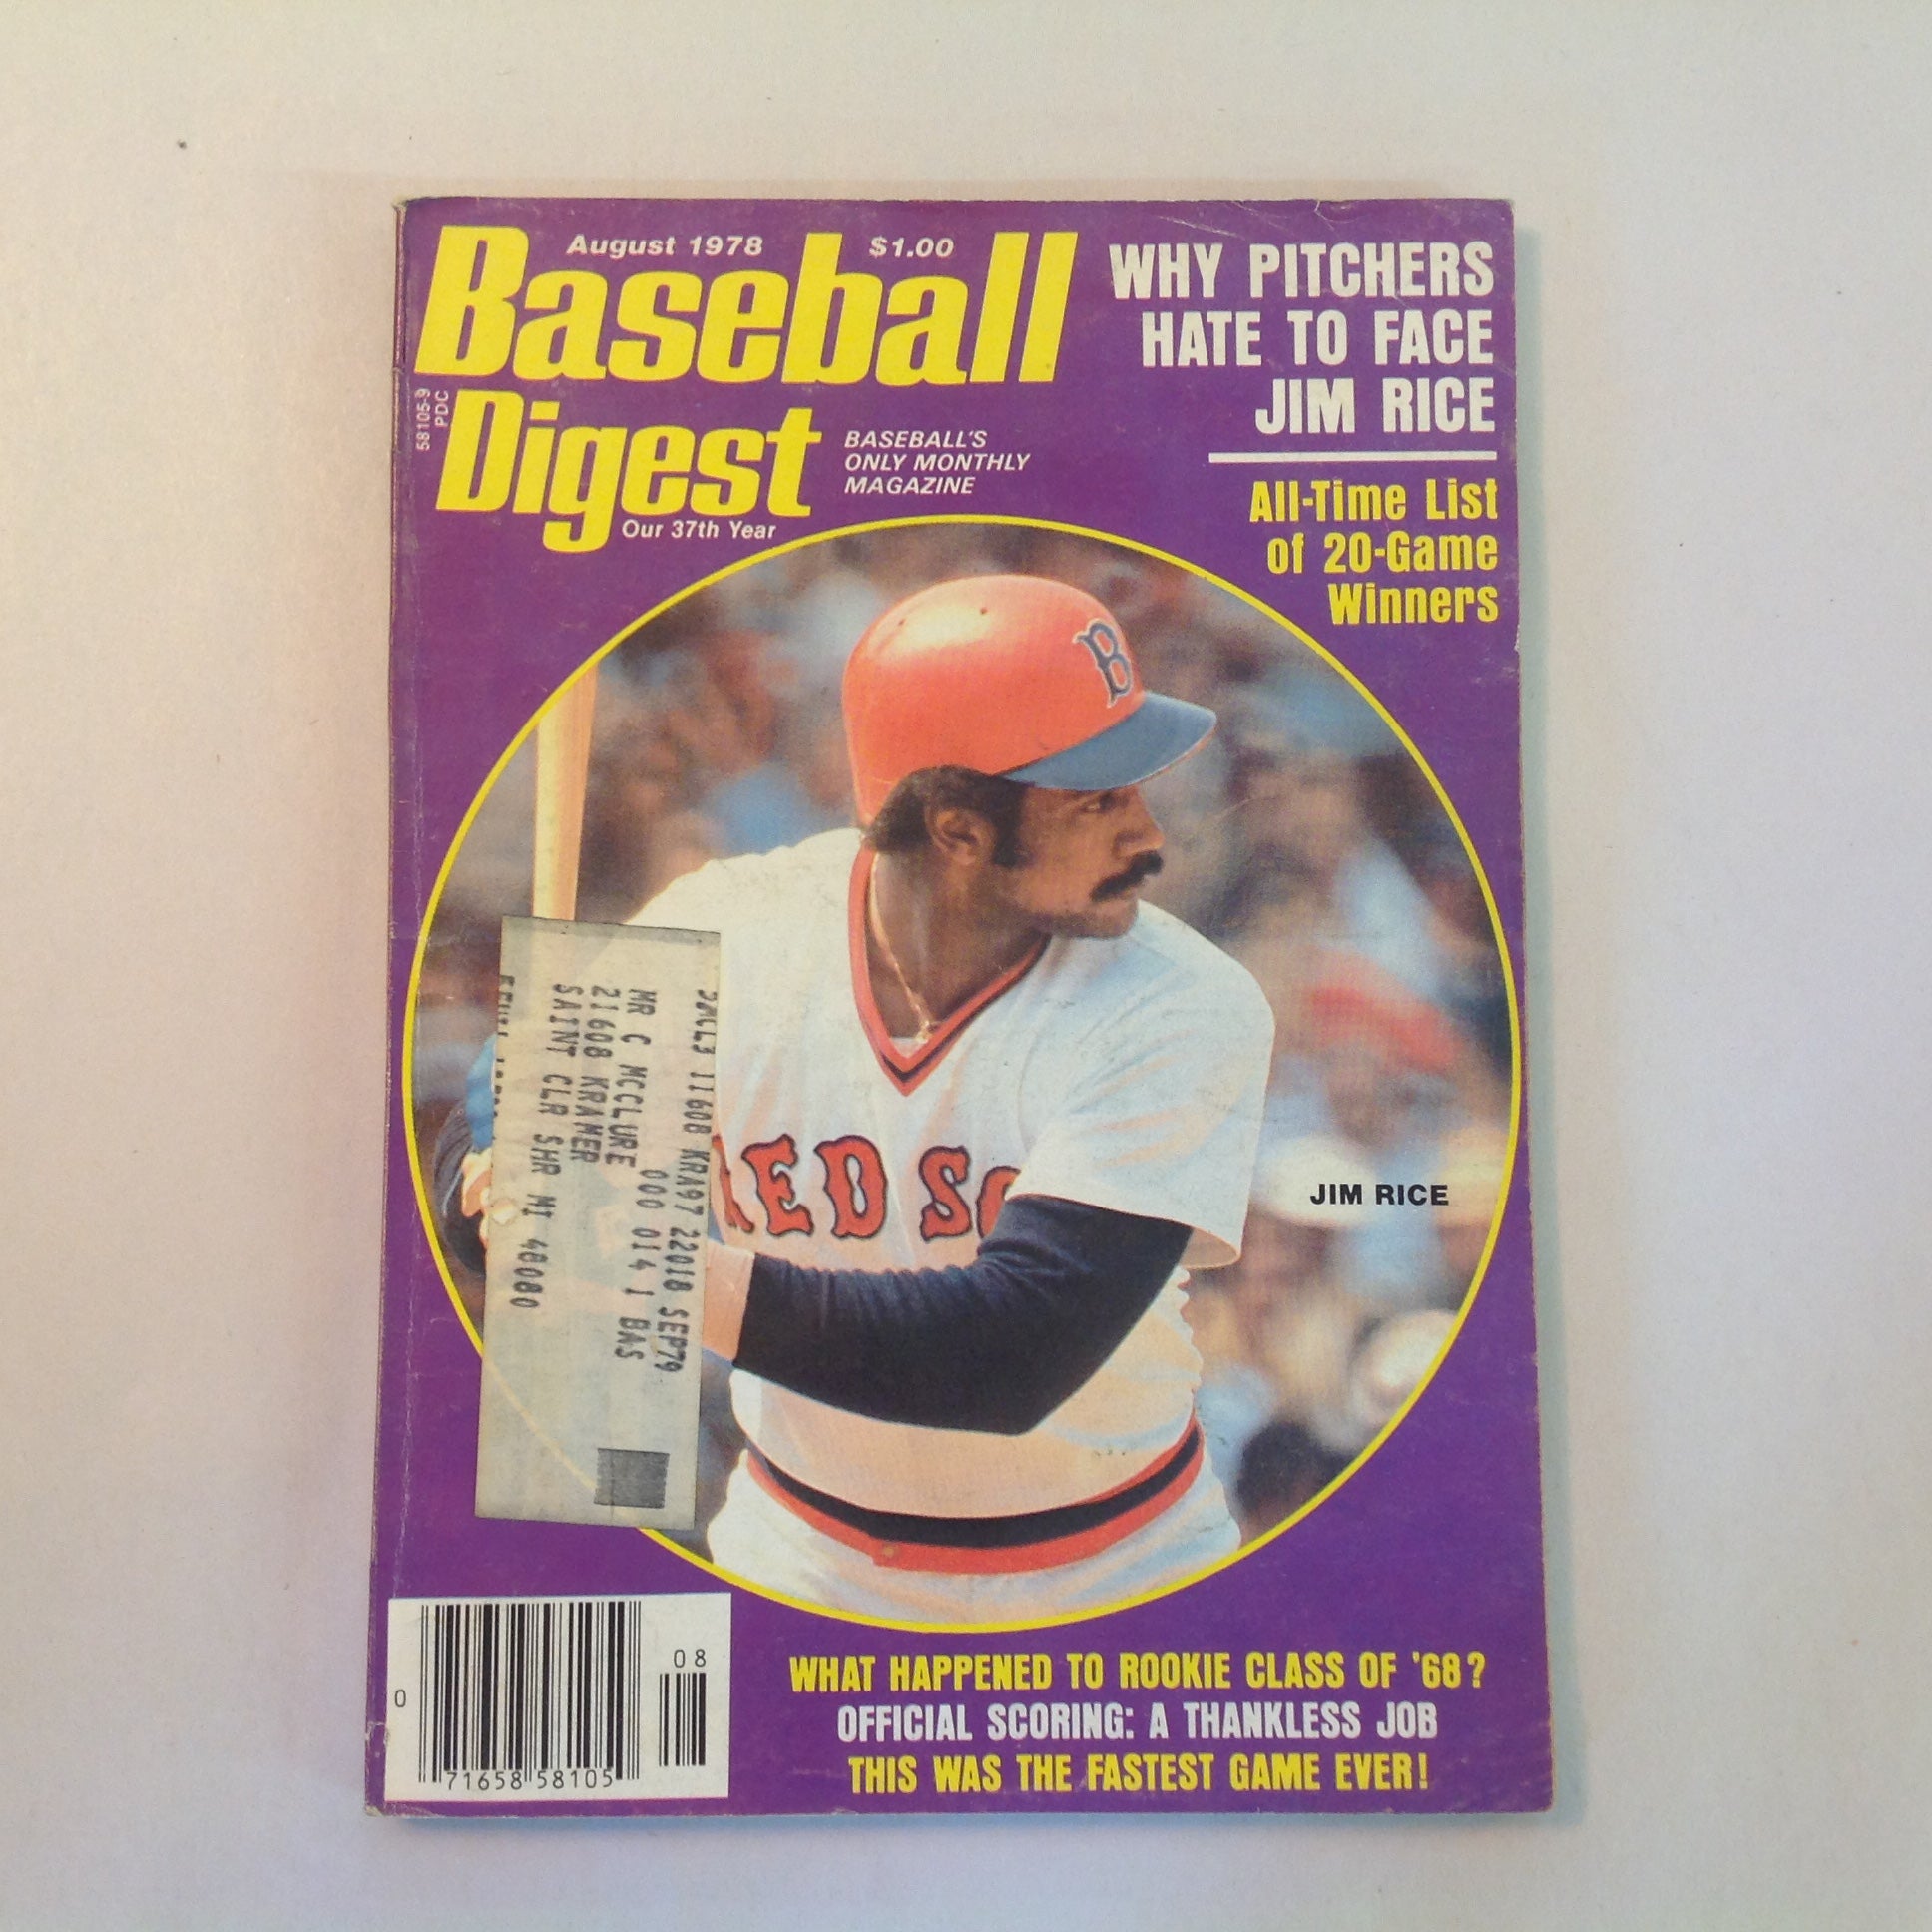 August 1978 $1.00
Baseball
Digest
58105-9
PDC
BASEBALL'S
ONLY MONTHLY
MAGAZINE
Our 37th Year
WHY PITCHERS
HATE TO FACE
JIM RICE
All-Time List
of 20-Game
Winners
B
RED SO
JIM RICE
11608 KRA97 22018 SEP79
000 014 1 BAS
MR C MCCLURE
21608 KRAMER
SAINT CLR SHR MI 48080
0
71658 58105
08
WHAT HAPPENED TO ROOKIE CLASS OF '68?
OFFICIAL SCORING: A THANKLESS JOB
THIS WAS THE FASTEST GAME EVER!